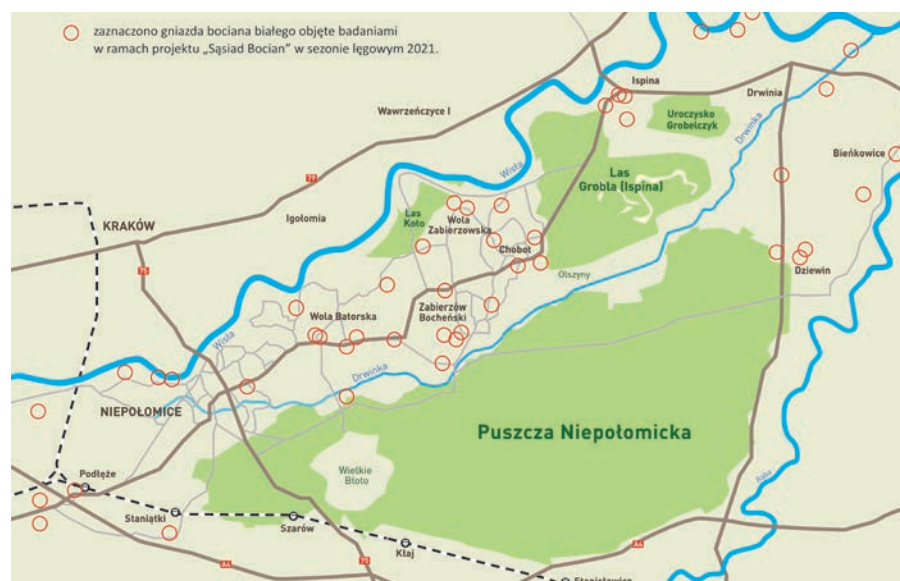 zaznaczono gniazda bociana białego objęte badaniami
w ramach projektu „Sąsiad Bocian” w sezonie lęgowym 2021.
Ispina
Drwinia
Wawrzeńczyce I
Uroczysko
Grobelczyk
Drwinka
Bieńkowice
Wisła
Las
Grobla (Ispina)
79
Igołomia
Las
Koło
Wola
Zabierzowska
KRAKÓW
Chobot
75
Olszyny
Dziewin
Wola Batorska
Zabierzów
Bocheński
Wisła
Drwinka
NIEPOŁOMICE
Puszcza Niepołomicka
Wielkie
Błoto
Raba
Podłęże
Staniątki
Szarów
Kłaj
A4
75
A4
Stanisławice